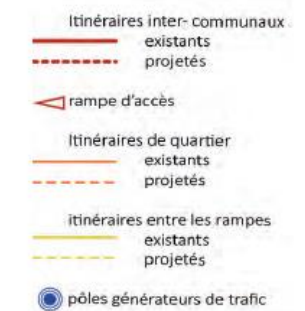 Itinéraires inter- communaux
existants
projetés
rampe d'accès
Itinéraires de quartier
existants
projetés
itinéraires entre les rampes
existants
projetés
pôles générateurs de trafic